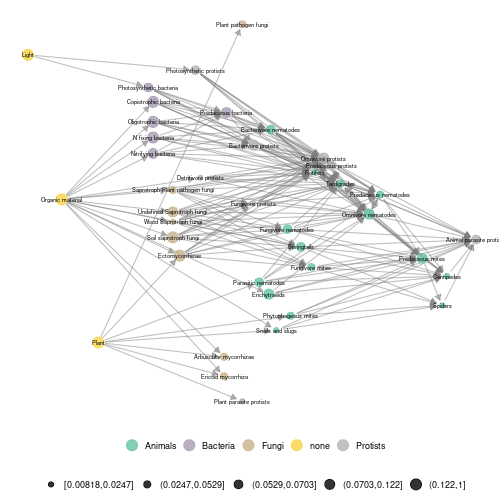 Plant pathogen fungi
Light
Photosynthetic protists
Photosynthetic bacteria
Copiotrophic bacteria
Predaceous bacteria
Oligotrophic bacteria
Bacterivore nematodes
N fixing bacteria
Bacterivore protists
Nitrifying bacteria
Omnivore protists
Predaceous protists
Rotifers
Detritivore protists
Tardigrades
Saprotroph/Plant pathogen fungi
Predaceous nematodes
Organic material
Fungivore protists
Undefined Saprotroph fungi
Omnivore nematodes
Wood Saprotroph fungi
Fungivore nematodes
Soil saprotroph fungi
Animal parasite protis
Springtails
Ectomycorrhizae
Predaceous mites
Fungivore mites
Centipedes
Parasitic nematodes
Enchytraeids
Spiders
Phytophageous mites
Snails and slugs
Plant
Arbuscular mycorrhizae
Ericoid mycorrhiza
Plant parasite protists
Animals Bacteria Fungi none Protists
[0.00818,0.0247] (0.0247,0.0529] (0.0529,0.0703] (0.0703,0.122] (0.122,1]